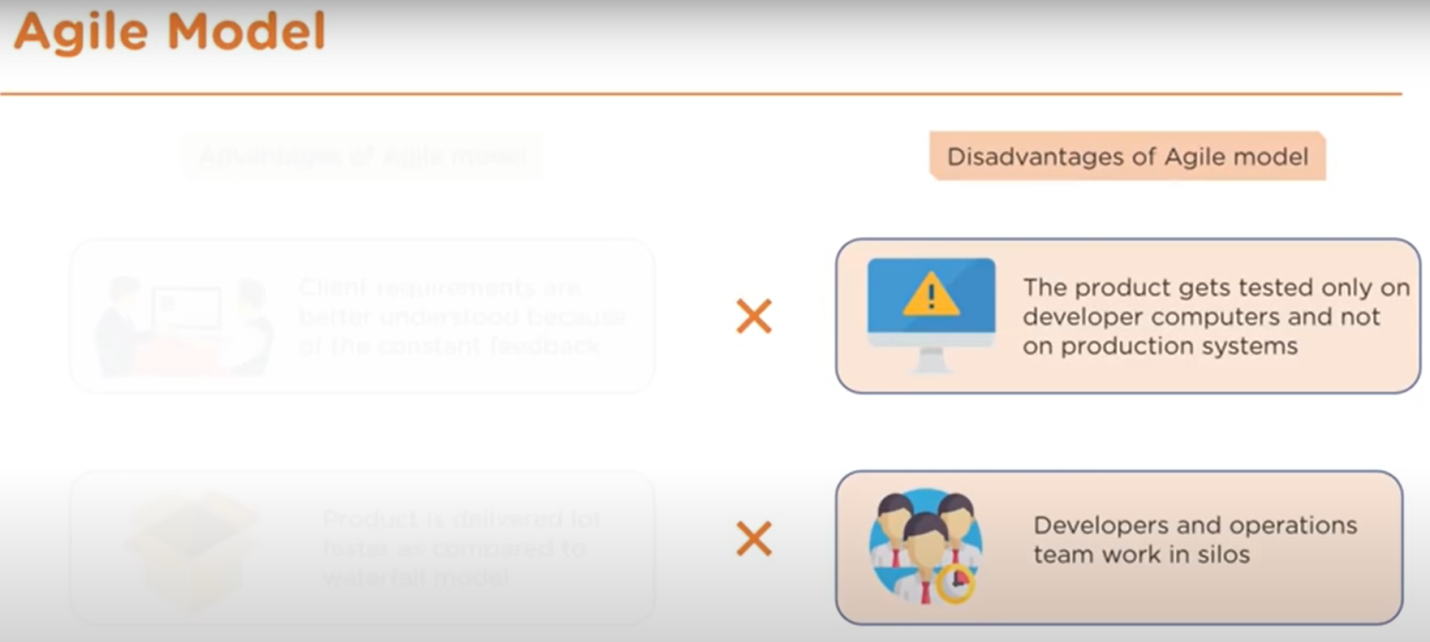 Agile Model
Advantages of Agile model
Disadvantages of Agile model
Client requirements are
better understood because
of the constant feedback
The product gets tested only on
developer computers and not
on production systems
Product is delivered lot
faster as compared to
waterfall model
Developers and operations
team work in silos